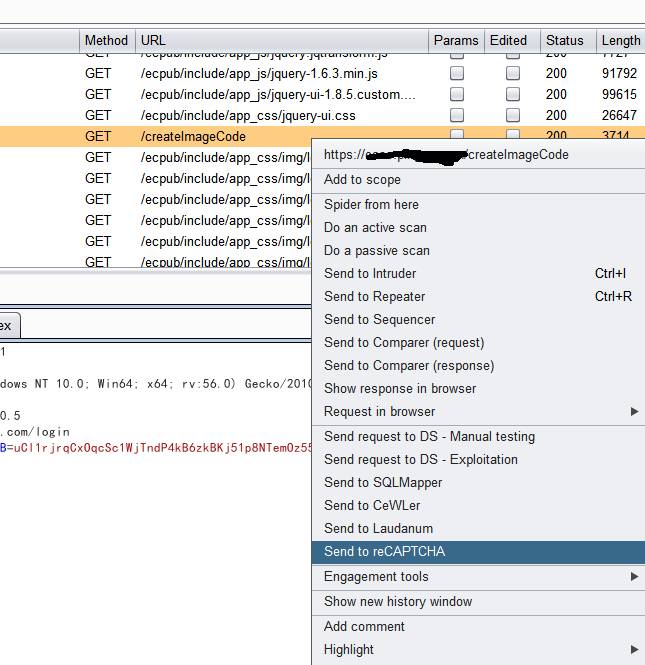 Method URL Params Edited Status Length
GET /ecpub/include/app_js/jquery.jqtransform.js 200 7727
GET /ecpub/include/app_js/jquery-1.6.3.min.js 200 91792
GET /ecpub/include/app_js/jquery-ui-1.8.5.custom.... 200 99615
GET /ecpub/include/app_css/jquery-ui.css 200 26647
GET /createImageCode 200 3714
GET /ecpub/include/app_css/img/l
GET /ecpub/include/app_css/img/l
GET /ecpub/include/app_css/img/l
GET /ecpub/include/app_css/img/l
GET /ecpub/include/app_css/img/l
GET /ecpub/include/app_css/img/l
https:// /createImageCode
Add to scope
Spider from here
Do an active scan
Do a passive scan
Send to Intruder Ctrl+I
Send to Repeater Ctrl+R
Send to Sequencer
Send to Comparer (request)
Send to Comparer (response)
Show response in browser
Request in browser
Send request to DS - Manual testing
Send request to DS - Exploitation
Send to SQLMapper
Send to CeWLer
Send to Laudanum
Send to reCAPTCHA
Engagement tools
Show new history window
Add comment
Highlight
ex
1
dows NT 10.0; Win64; x64; rv:56.0) Gecko/2010
0.5
.com/login
B=uCl1rjrqCxOqcSc1WjTndP4kB6zkBKj51p8NTemOz55